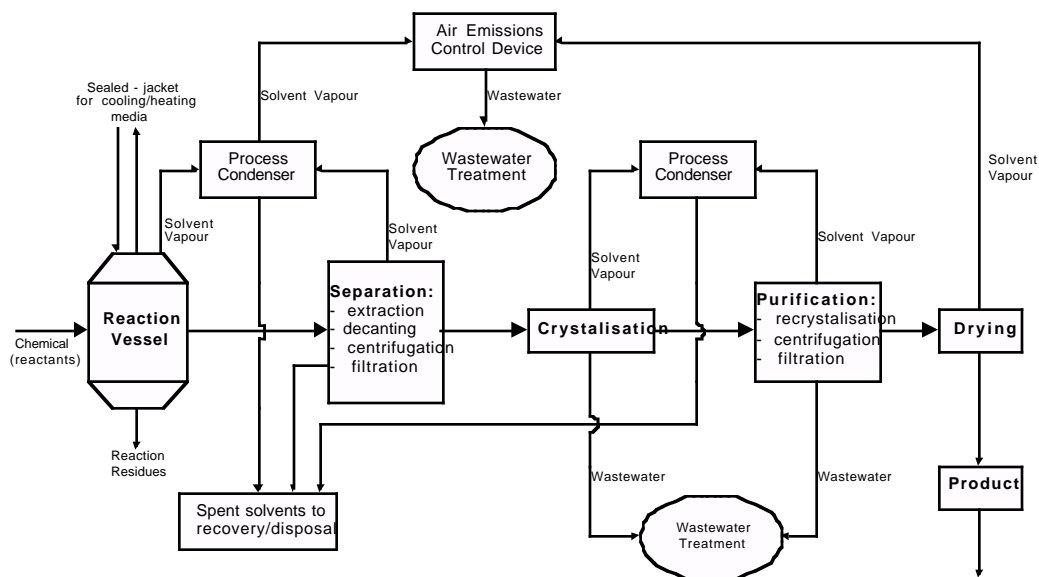 Air Emissions
Control Device
Sealed - jacket
for cooling/heating
media
Solvent Vapour
Wastewater
Process
Condenser
Wastewater
Treatment
Process
Condenser
Solvent
Vapour
Solvent
Vapour
Solvent
Vapour
Solvent
Vapour
Solvent Vapour
Reaction
Vessel
Separation:
- extraction
- decanting
- centrifugation
- filtration
Crystalisation
Purification:
- recrystalisation
- centrifugation
- filtration
Drying
Chemical
(reactants)
Reaction
Residues
Wastewater
Wastewater
Product
Spent solvents to
recovery/disposal
Wastewater
Treatment